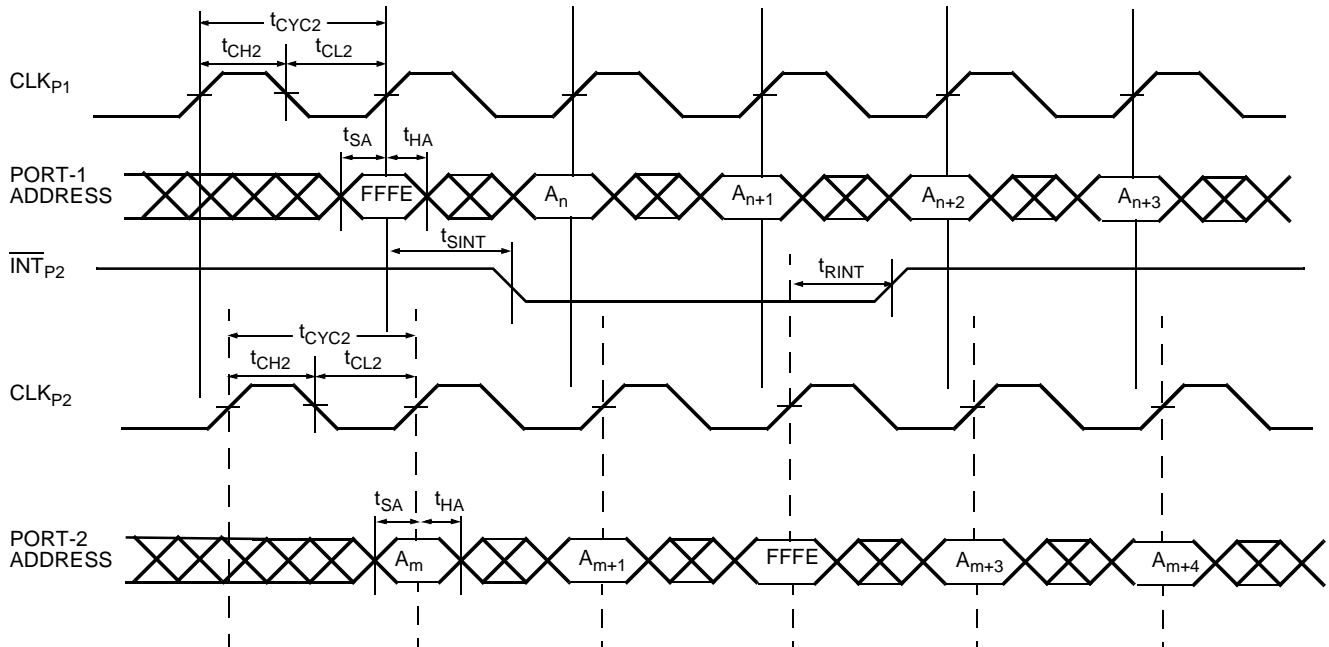 tCYC2
tCH2 tCL2
CLKP1
tSA tHA
PORT-1
ADDRESS
FFFE An An+1 An+2 An+3
tSINT
INTP2
tRINT
tCYC2
tCH2 tCL2
CLKP2
tSA tHA
PORT-2
ADDRESS
Am Am+1 FFFE Am+3 Am+4